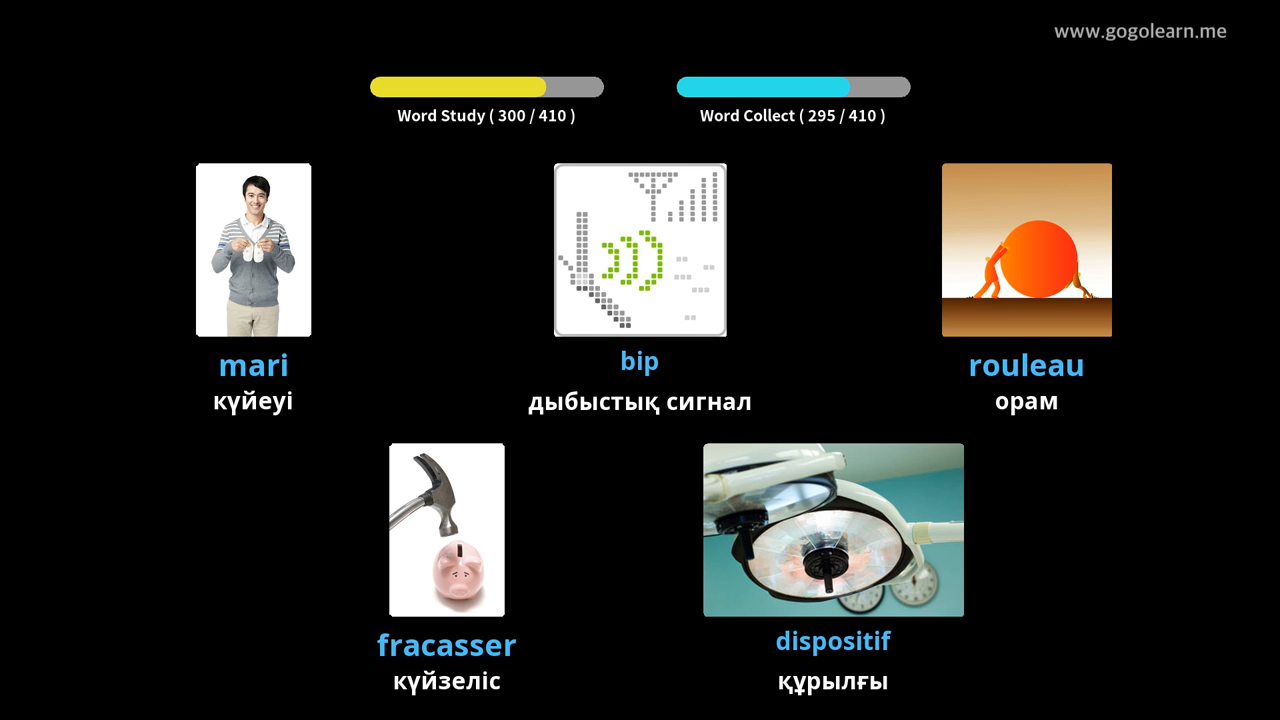 www.gogolearn.me
Word Study ( 300 / 410 )
Word Collect ( 295 / 410 )
mari
күйеуі
bip
дыбыстық сигнал
rouleau
орам
fracasser
күйзеліс
dispositif
құрылғы